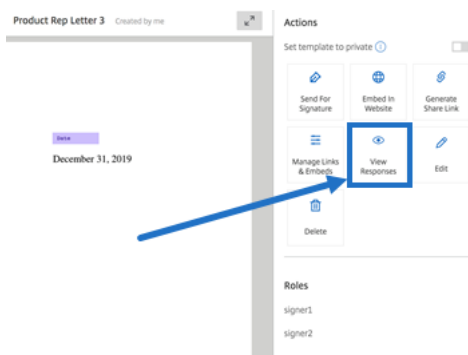 Product Rep Letter 3 Created by me
Date
December 31, 2019
Actions
Set template to private
Send For
Signature
Embed in
Website
Generate
Share Link
Manage Links
& Embeds
View
Responses
Edit
Delete
Roles
signer1
signer2